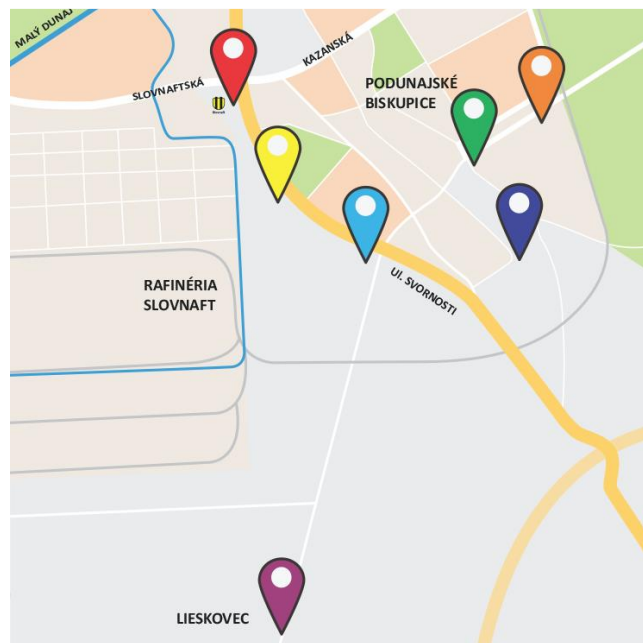 MALÝ DUNAJ
KAZANSKÁ
SLOVNAFTSKÁ
PODUNAJSKÉ
BISKUPICE
RAFINÉRIA
SLOVNAFT
Ul. SVORNOSTI
LIESKOVEC